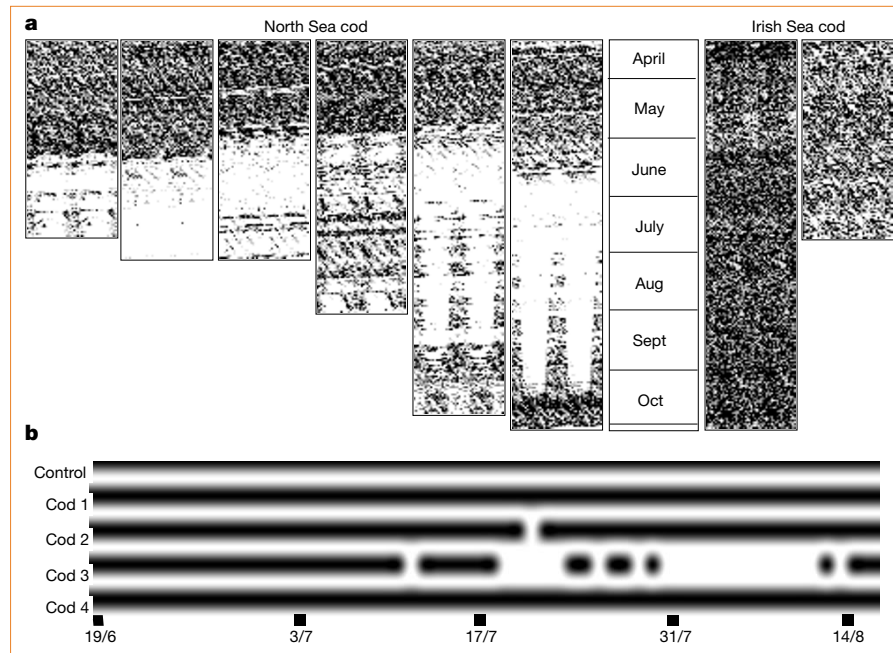 a
North Sea cod
Irish Sea cod
April
May
June
July
Aug
Sept
Oct
b
Control
Cod 1
Cod 2
Cod 3
Cod 4
19/6
3/7
17/7
31/7
14/8